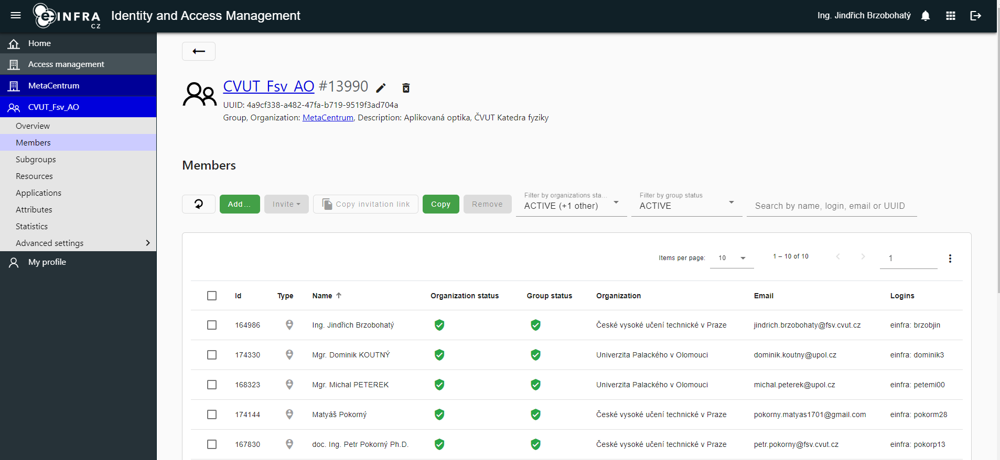 e INFRA CZ
Identity and Access Management
Ing. Jindřich Brzobohatý
Home
Access management
MetaCentrum
CVUT_Fsv_AO
Overview
Members
Subgroups
Resources
Applications
Attributes
Statistics
Advanced settings
My profile
CVUT_Fsv_AO #13990
UUID: 4a9cf338-a482-47fa-b719-9519f3ad704a
Group, Organization: MetaCentrum, Description: Aplikovaná optika, ČVUT Katedra fyziky
Members
Add...
Invite
Copy invitation link
Copy
Remove
Filter by organizations sta...
ACTIVE (+1 other)
Filter by group status
ACTIVE
Search by name, login, email or UUID
Items per page: 10
1 – 10 of 10
1
Id Type Name Organization status Group status Organization Email Logins
164986 Ing. Jindřich Brzobohatý České vysoké učení technické v Praze jindrich.brzobohaty@fsv.cvut.cz einfra: brzobjin
174330 Mgr. Dominik KOUTNÝ Univerzita Palackého v Olomouci dominik.koutny@upol.cz einfra: dominik3
168323 Mgr. Michal PETEREK Univerzita Palackého v Olomouci michal.peterek@upol.cz einfra: petemi00
174144 Matyáš Pokorný České vysoké učení technické v Praze pokorny.matyas1701@gmail.com einfra: pokorm28
167830 doc. Ing. Petr Pokorný Ph.D. České vysoké učení technické v Praze petr.pokorny@fsv.cvut.cz einfra: pokorp13